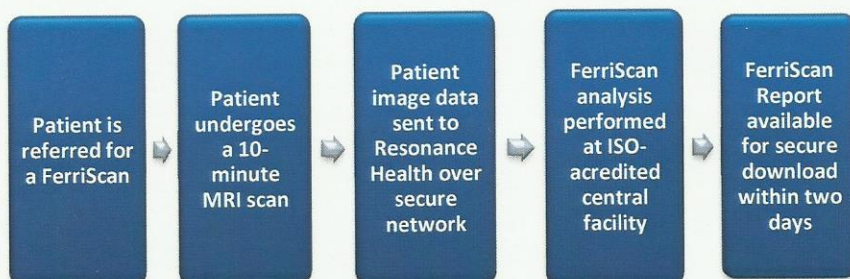 Patient is
referred for
a FerriScan
Patient
undergoes
a 10-
minute
MRI scan
Patient
image data
sent to
Resonance
Health over
secure
network
FerriScan
analysis
performed
at ISO-
acredited
central
facility
FerriScan
Report
available
for secure
download
within two
days